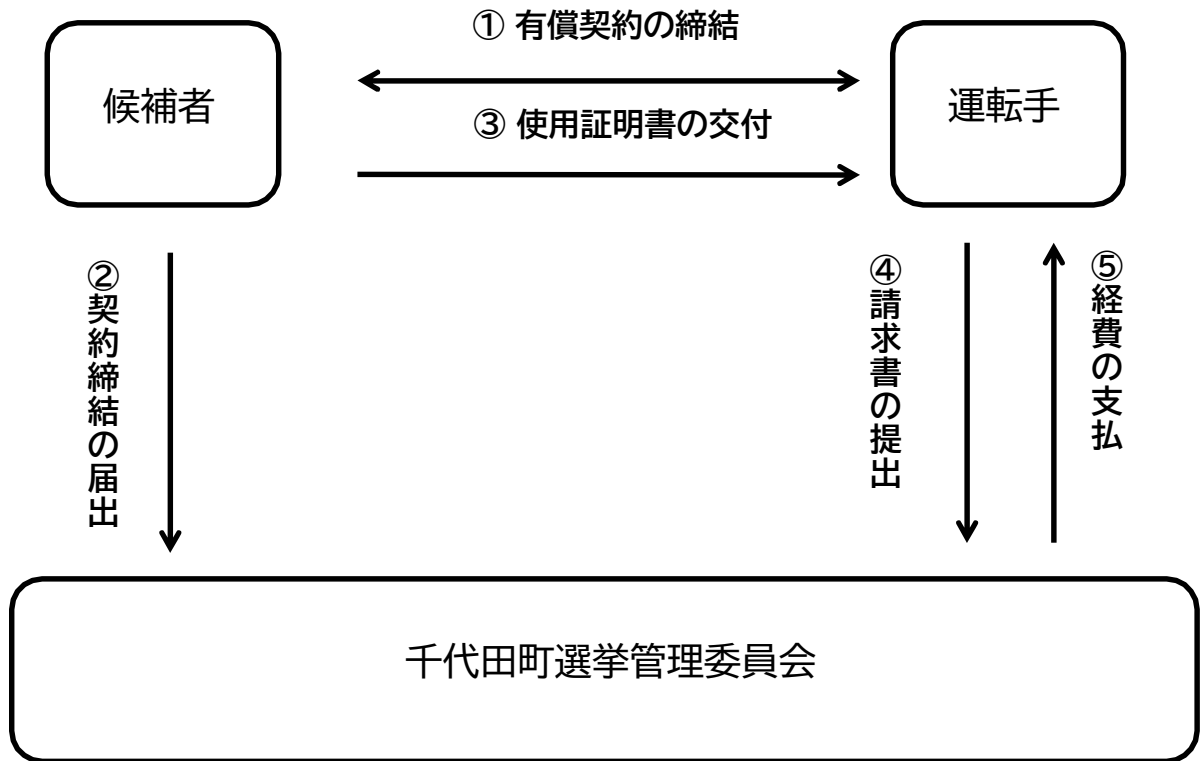 ① 有償契約の締結
候補者
運転手
③ 使用証明書の交付
②契約締結の届出
④請求書の提出
⑤経費の支払
千代田町選挙管理委員会